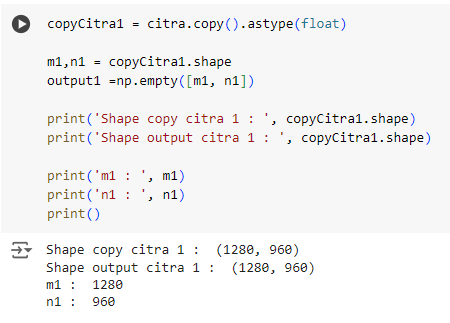 copyCitra1 = citra.copy().astype(float)
m1,n1 = copyCitra1.shape
output1 =np.empty([m1, n1])
print('Shape copy citra 1 : ', copyCitra1.shape)
print('Shape output citra 1 : ', copyCitra1.shape)
print('m1 : ', m1)
print('n1 : ', n1)
print()
Shape copy citra 1 :  (1280, 960)
Shape output citra 1 :  (1280, 960)
m1 :  1280
n1 :  960